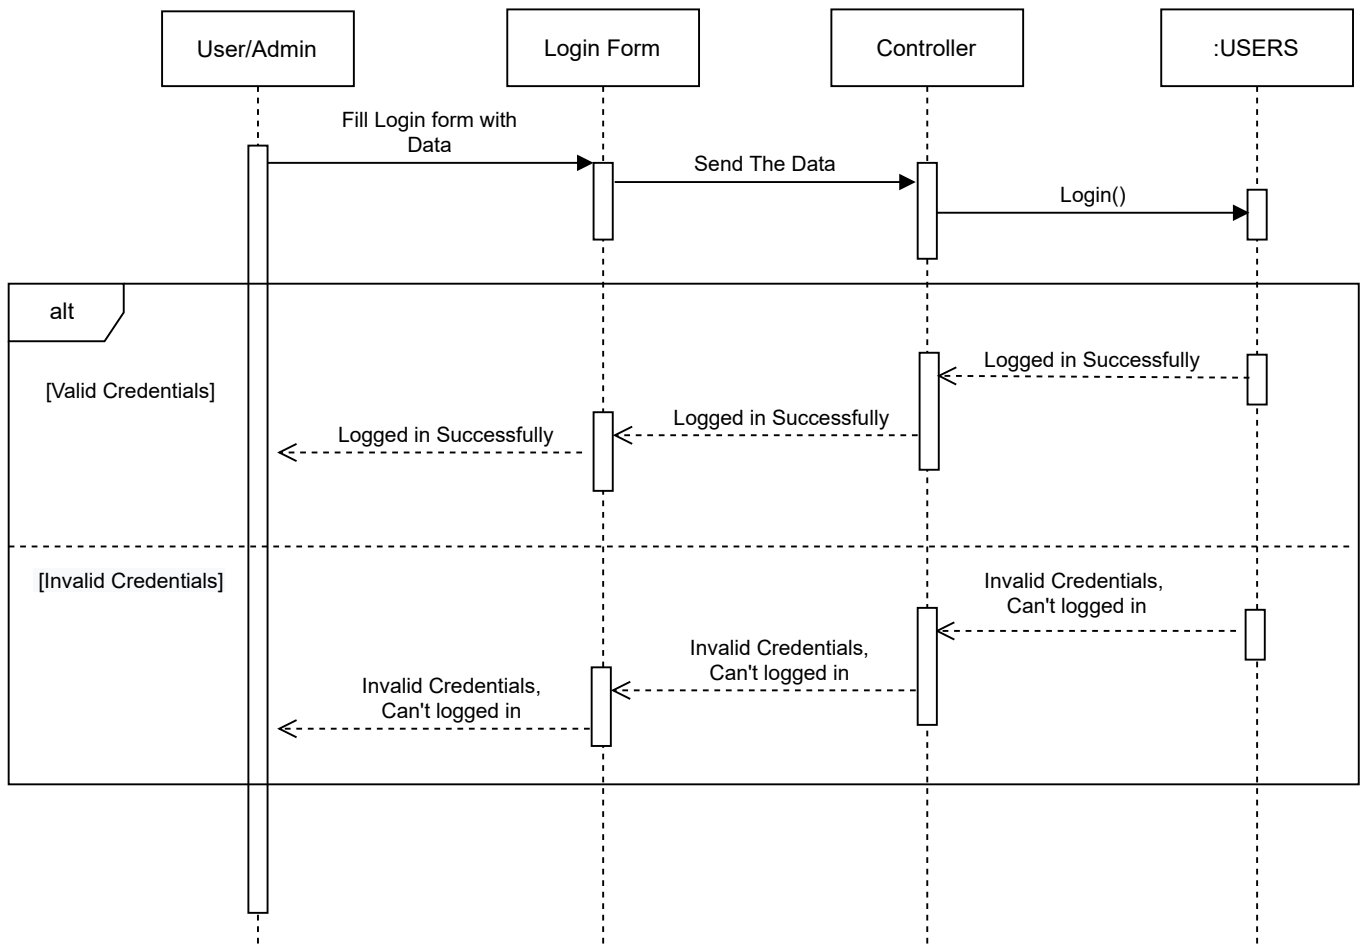 User/Admin
Login Form
Controller
:USERS
Fill Login form with
Data
Send The Data
Login()
alt
[Valid Credentials]
Logged in Successfully
Logged in Successfully
Logged in Successfully
[Invalid Credentials]
Invalid Credentials,
Can't logged in
Invalid Credentials,
Can't logged in
Invalid Credentials,
Can't logged in